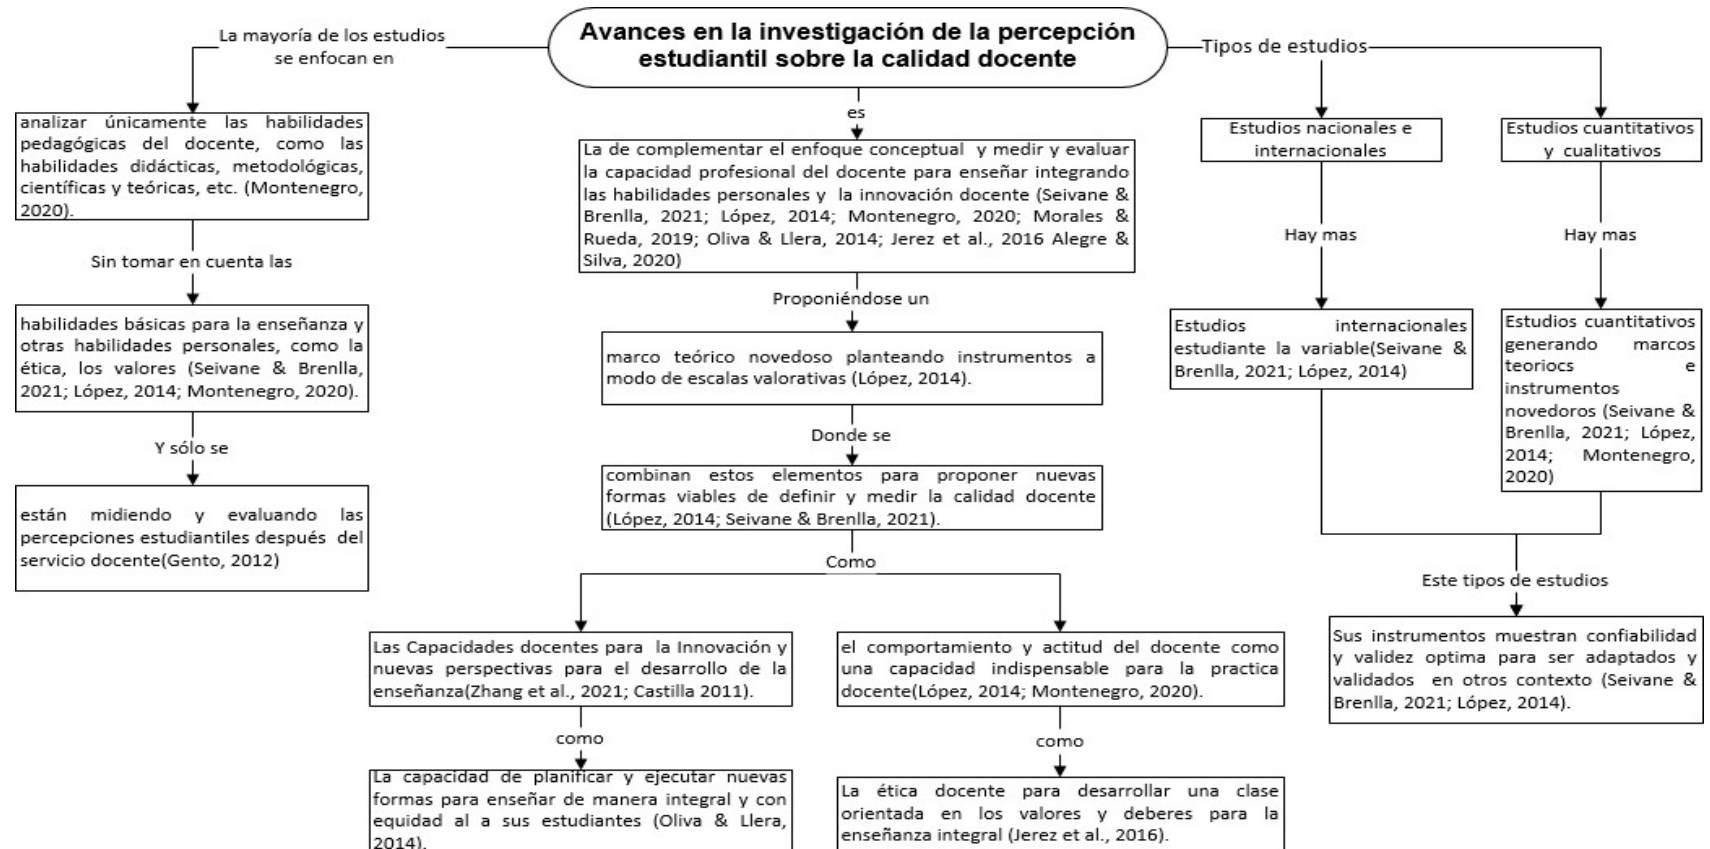 Avances en la investigación de la percepción
estudiantil sobre la calidad docente
La mayoría de los estudios
se enfocan en
analizar únicamente las habilidades
pedagógicas del docente, como las
habilidades didácticas, metodológicas,
científicas y teóricas, etc. (Montenegro,
2020).
Sin tomar en cuenta las
habilidades básicas para la enseñanza y
otras habilidades personales, como la
ética, los valores (Seivane & Brenlla,
2021; López, 2014; Montenegro, 2020).
Y sólo se
están midiendo y evaluando las
percepciones estudiantiles después del
servicio docente(Gento, 2012)
es
La de complementar el enfoque conceptual y medir y evaluar
la capacidad profesional del docente para enseñar integrando
las habilidades personales y la innovación docente (Seivane &
Brenlla, 2021; López, 2014; Montenegro, 2020; Morales &
Rueda, 2019; Oliva & Llera, 2014; Jerez et al., 2016 Alegre &
Silva, 2020)
Proponiéndose un
marco teórico novedoso planteando instrumentos a
modo de escalas valorativas (López, 2014).
Donde se
combinan estos elementos para proponer nuevas
formas viables de definir y medir la calidad docente
(López, 2014; Seivane & Brenlla, 2021).
Como
Las Capacidades docentes para la Innovación y
nuevas perspectivas para el desarrollo de la
enseñanza(Zhang et al., 2021; Castilla 2011).
como
La capacidad de planificar y ejecutar nuevas
formas para enseñar de manera integral y con
equidad al a sus estudiantes (Oliva & Llera,
2014).
el comportamiento y actitud del docente como
una capacidad indispensable para la practica
docente(López, 2014; Montenegro, 2020).
como
La ética docente para desarrollar una clase
orientada en los valores y deberes para la
enseñanza integral (Jerez et al., 2016).
Tipos de estudios
Estudios nacionales e
internacionales
Hay mas
Estudios internacionales
estudiante la variable(Seivane &
Brenlla, 2021; López, 2014)
Estudios cuantitativos
y cualitativos
Hay mas
Estudios cuantitativos
generando marcos
teoriocs e
instrumentos
novedoros (Seivane &
Brenlla, 2021; López,
2014; Montenegro,
2020)
Este tipos de estudios
Sus instrumentos muestran confiabilidad
y validez optima para ser adaptados y
validados en otros contexto (Seivane &
Brenlla, 2021; López, 2014).